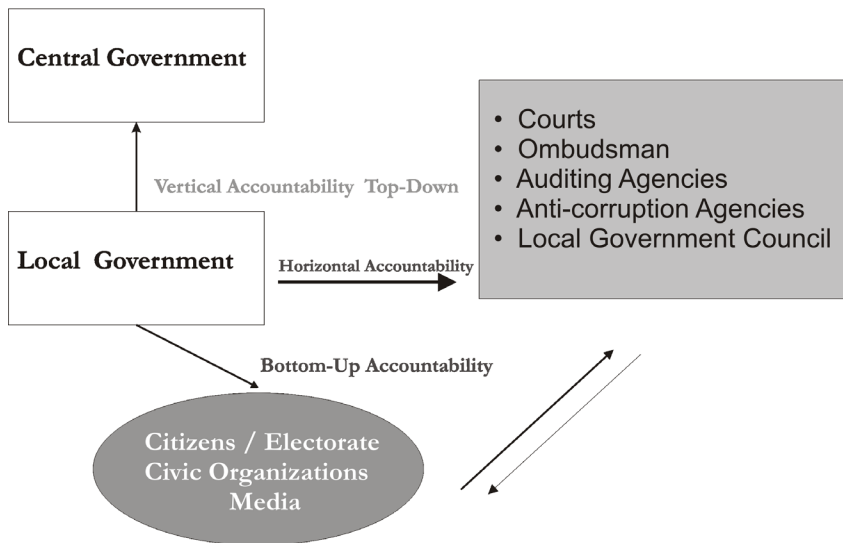 Central Government
Vertical Accountability Top-Down
Local Government
Horizontal Accountability
• Courts
• Ombudsman
• Auditing Agencies
• Anti-corruption Agencies
• Local Government Council
Bottom-Up Accountability
Citizens / Electorate
Civic Organizations
Media